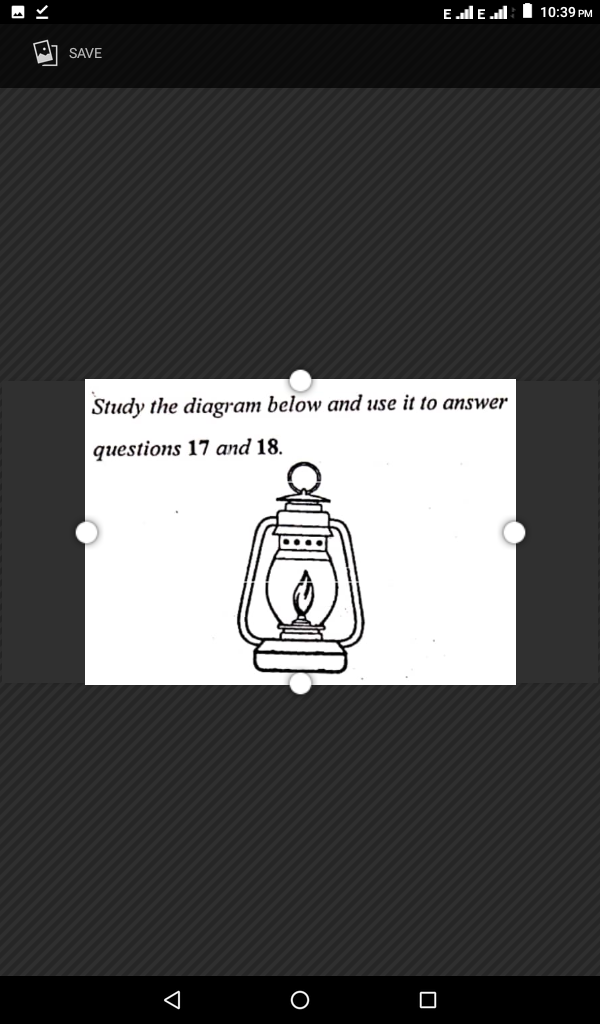 E E 10:39 PM
SAVE
Study the diagram below and use it to answer
questions 17 and 18.